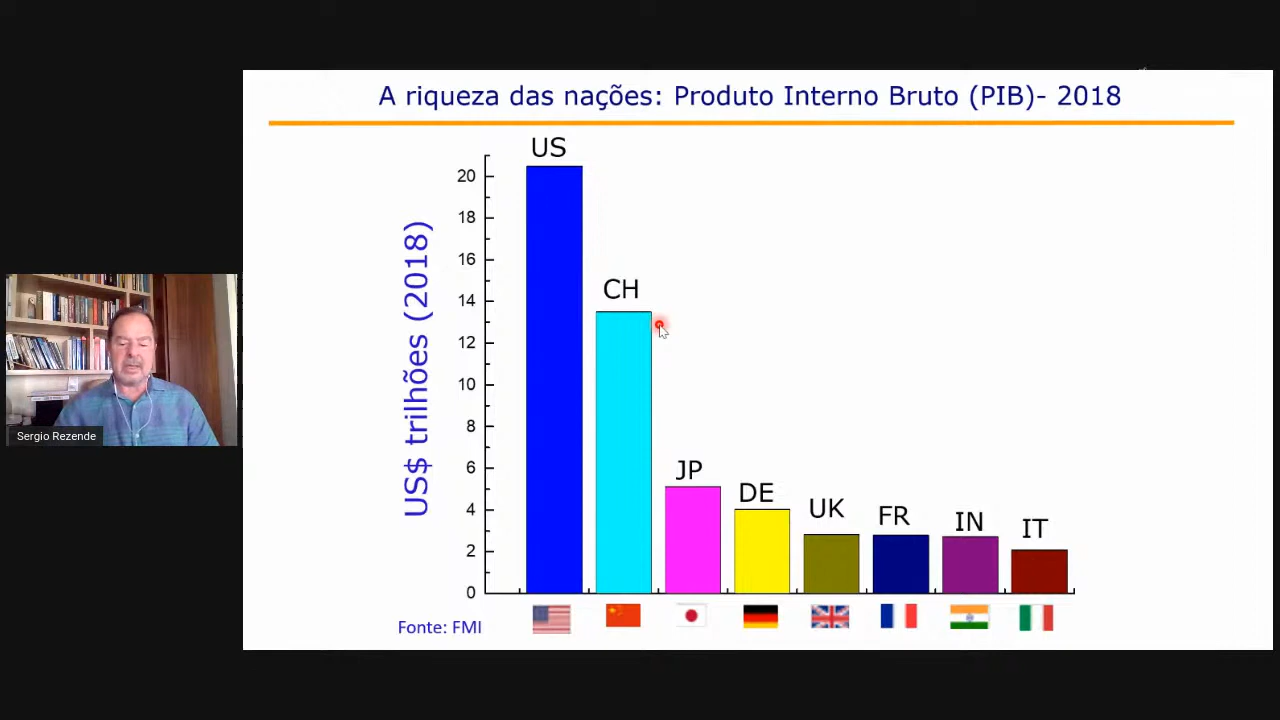 A riqueza das nações: Produto Interno Bruto (PIB)- 2018
US$ trilhões (2018)
20
18
16
14
12
10
8
6
4
2
0
US
CH
JP
DE
UK
FR
IN
IT
Fonte: FMI
Sergio Rezende